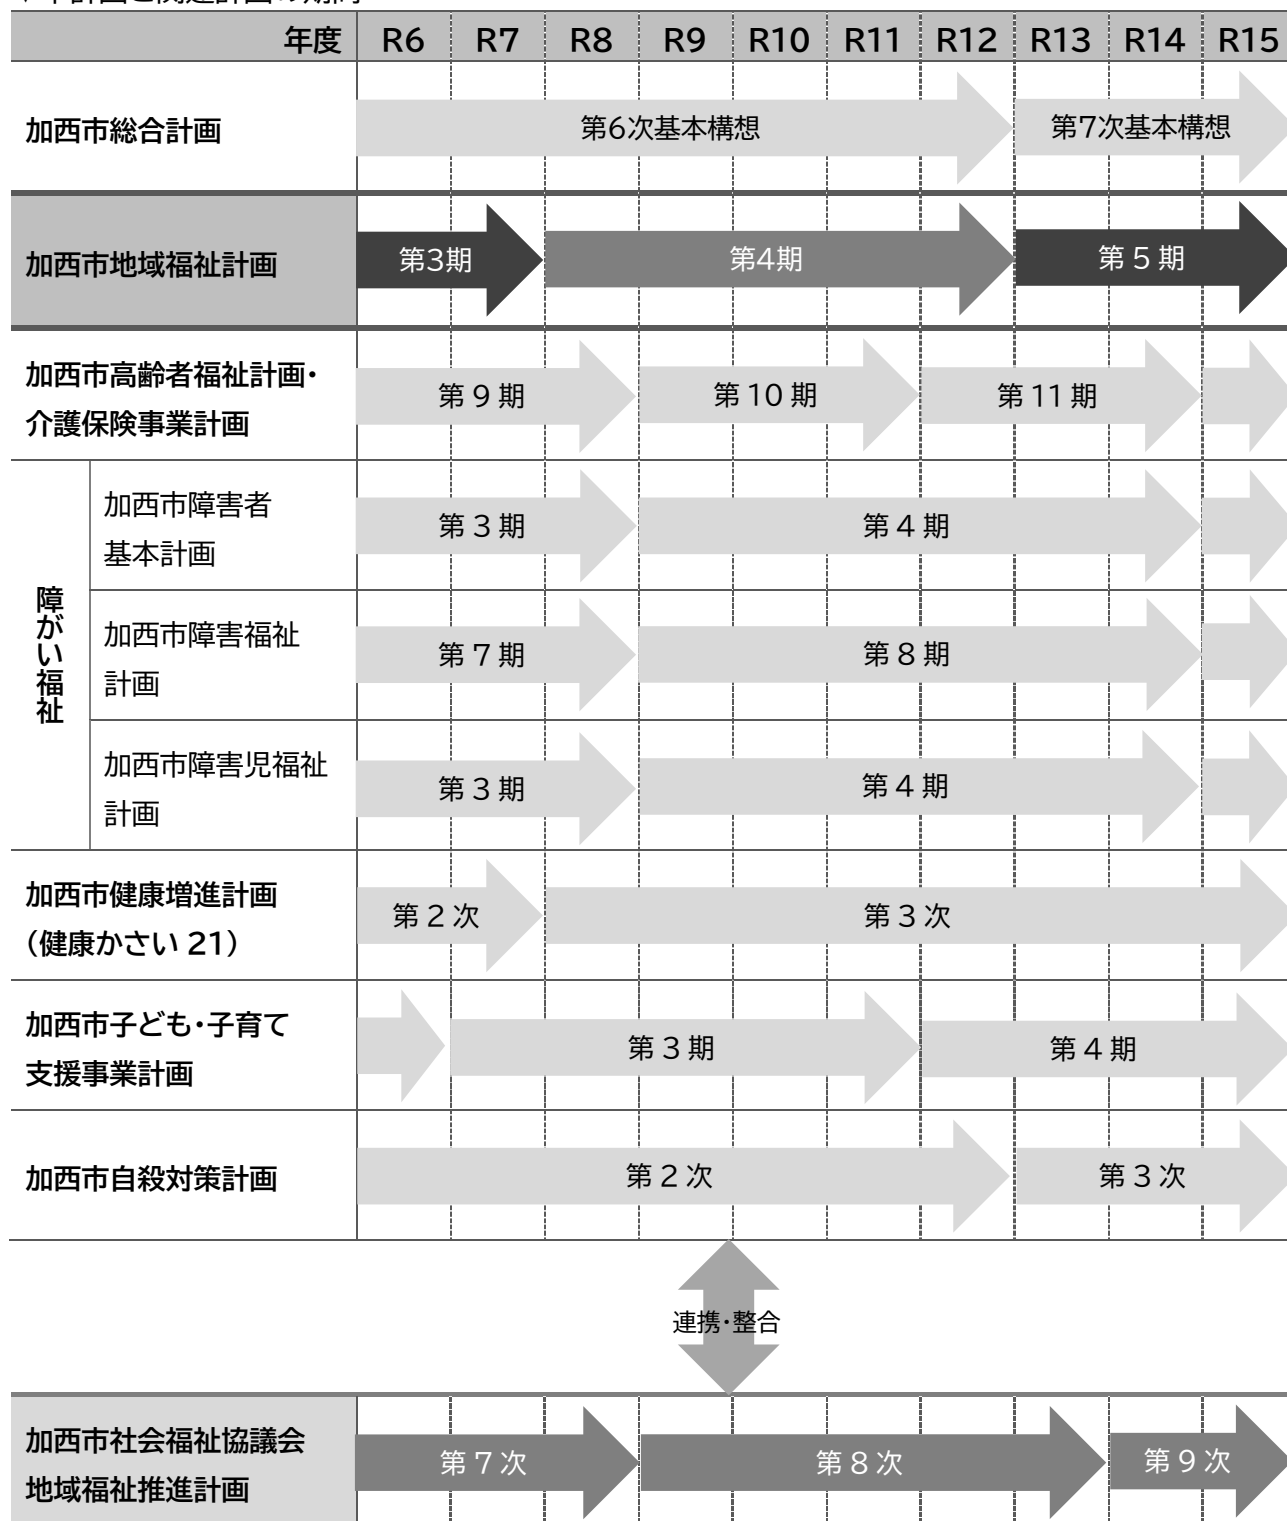 年度 R6 R7 R8 R9 R10 R11 R12 R13 R14 R15
加西市総合計画 第6次基本構想 第7次基本構想
加西市地域福祉計画 第3期 第4期 第5期
加西市高齢者福祉計画・
介護保険事業計画
第9期 第10期 第11期
障がい福祉
加西市障害者
基本計画
第3期 第4期
加西市障害福祉
計画
第7期 第8期
加西市障害児福祉
計画
第3期 第4期
加西市健康増進計画
（健康かさい21）
第2次 第3次
加西市子ども・子育て
支援事業計画
第3期 第4期
加西市自殺対策計画 第2次 第3次
連携・整合
加西市社会福祉協議会
地域福祉推進計画
第7次 第8次 第9次